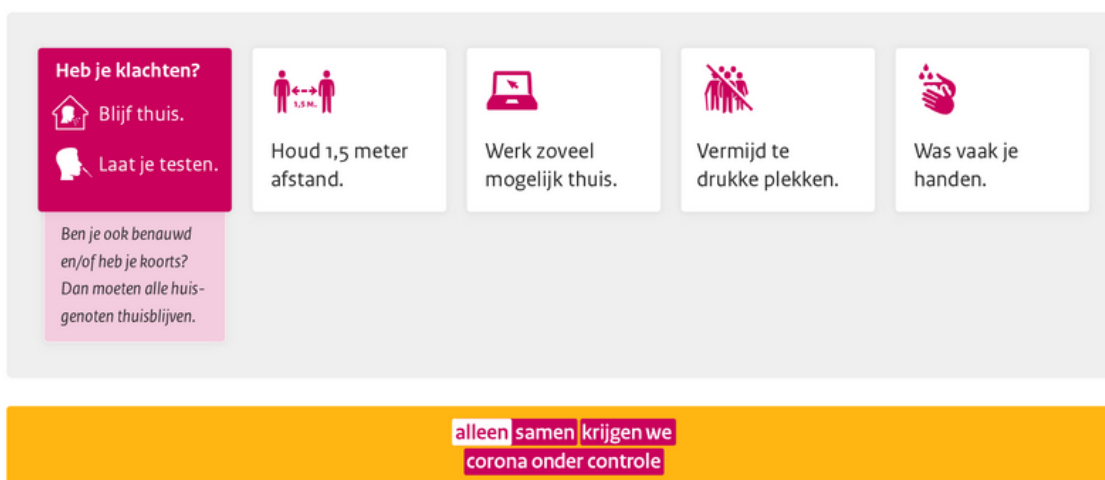 Heb je klachten?
Blijf thuis.
Laat je testen.
Ben je ook benauwd
en/of heb je koorts?
Dan moeten alle huis-
genoten thuisblijven.
1,5 M.
Houd 1,5 meter
afstand.
Werk zoveel
mogelijk thuis.
Vermijd te
drukke plekken.
Was vaak je
handen.
alleen samen krijgen we
corona onder controle